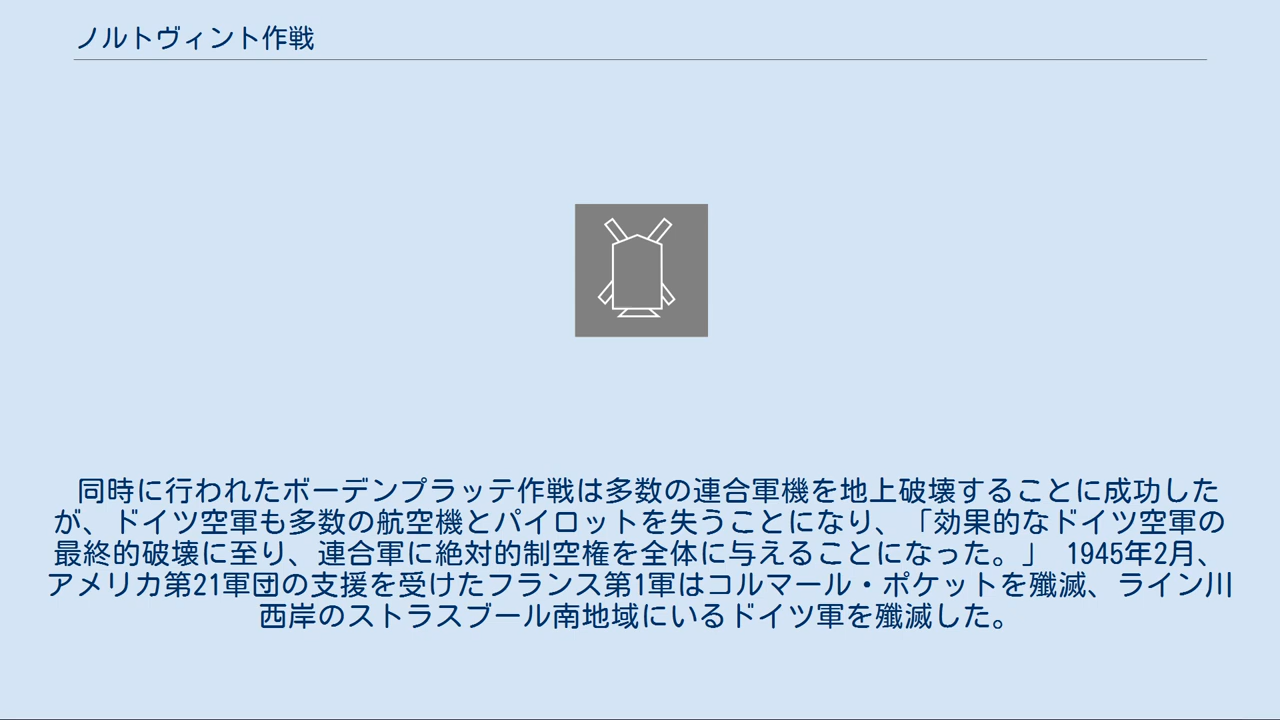 ノルトヴィント作戦
同時に行われたボーデンプラッテ作戦は多数の連合軍機を地上破壊することに成功した
が、ドイツ空軍も多数の航空機とパイロットを失うことになり、「効果的なドイツ空軍の
最終的破壊に至り、連合軍に絶対的制空権を全体に与えることになった。」 1945年2月、
アメリカ第21軍団の支援を受けたフランス第1軍はコルマール・ポケットを殲滅、ライン川
西岸のストラスブール南地域にいるドイツ軍を殲滅した。